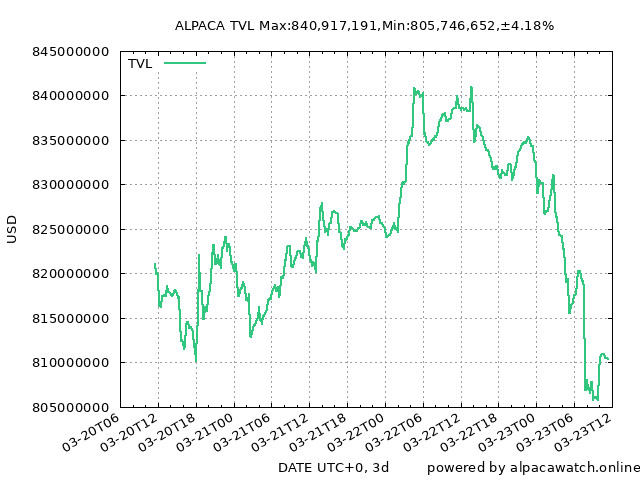 ALPACA TVL Max:840,917,191,Min:805,746,652,±4.18%
845000000
TVL
840000000
835000000
830000000
825000000
820000000
815000000
810000000
805000000
USD
03-20T06
03-20T12
03-20T18
03-21T00
03-21T06
03-21T12
03-21T18
03-22T00
03-22T06
03-22T12
03-22T18
03-23T00
03-23T06
03-23T12
DATE UTC+0, 3d
powered by alpacawatch.online